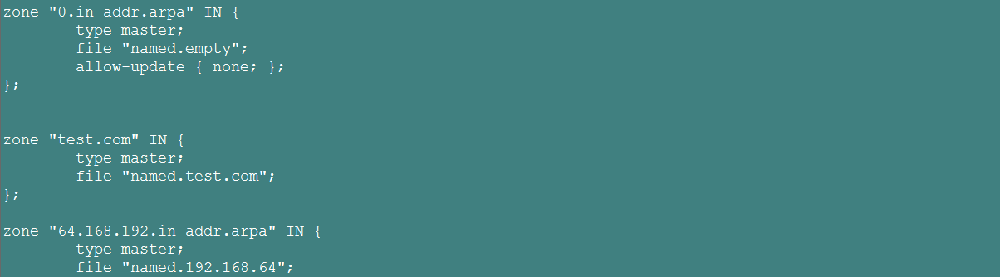 zone "0.in-addr.arpa" IN {
        type master;
        file "named.empty";
        allow-update { none; };
};
zone "test.com" IN {
        type master;
        file "named.test.com";
};
zone "64.168.192.in-addr.arpa" IN {
        type master;
        file "named.192.168.64";